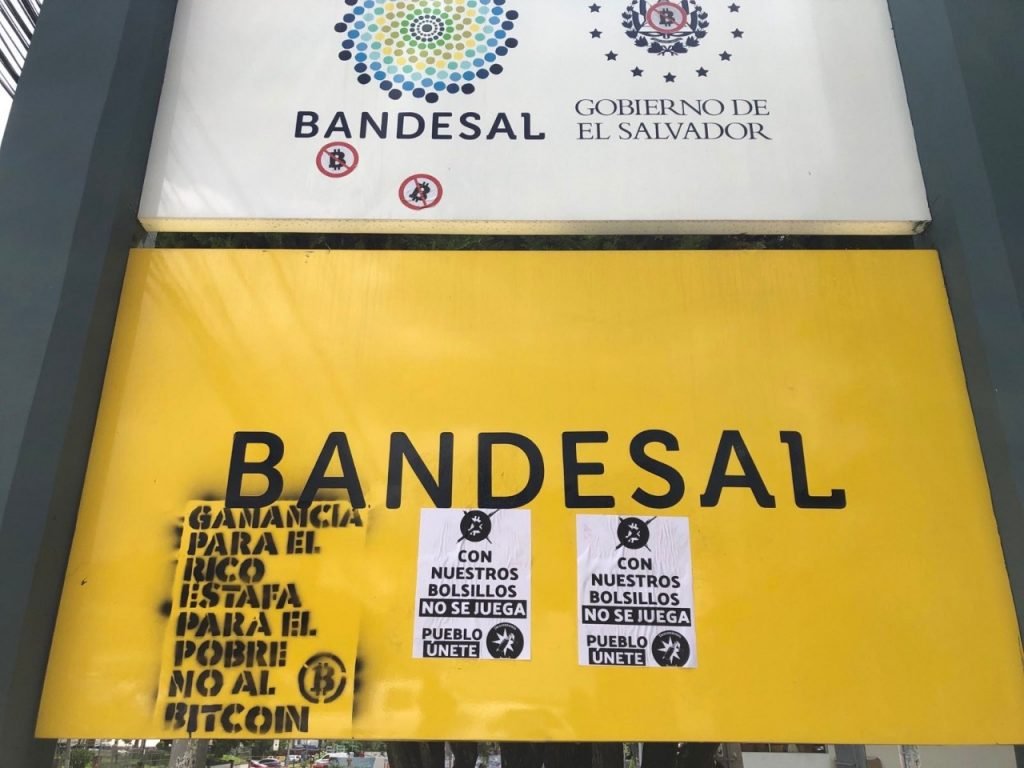 BANDESAL
GOBIERNO DE
EL SALVADOR
BANDESAL
GANANCIA
PARA EL
RICO
ESTAFA
PARA EL
POBRE
NO AL
BITCOIN
CON
NUESTROS
BOLSILLOS
NO SE JUEGA
PUEBLO
ÚNETE
CON
NUESTROS
BOLSILLOS
NO SE JUEGA
PUEBLO
ÚNETE